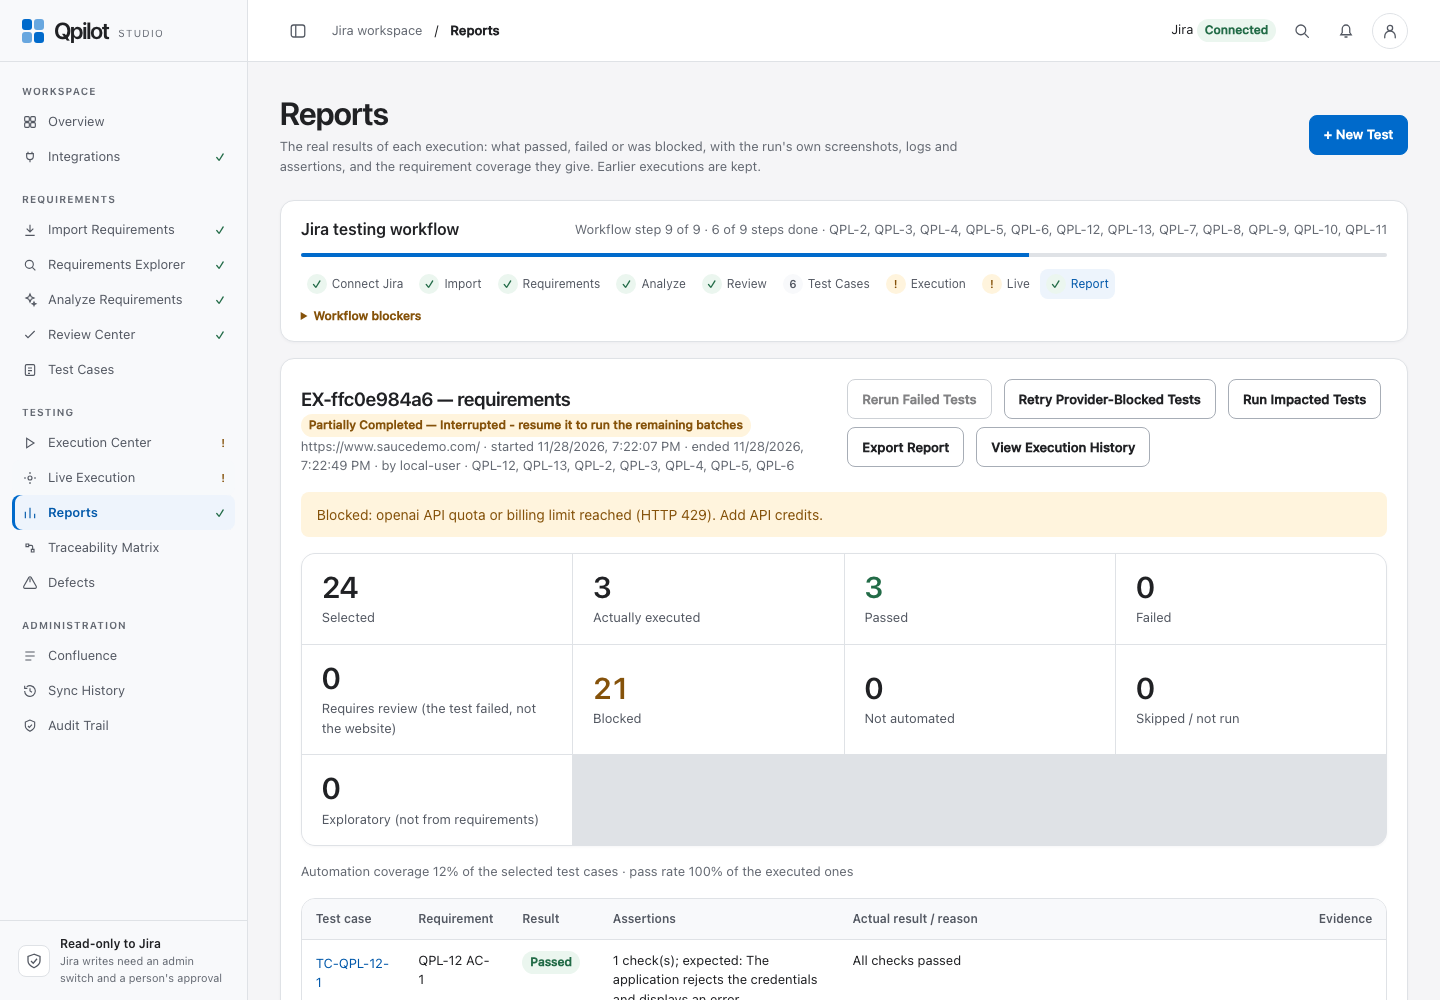 Qpilot STUDIO
WORKSPACE
Overview
Integrations
REQUIREMENTS
Import Requirements
Requirements Explorer
Analyze Requirements
Review Center
Test Cases
TESTING
Execution Center !
Live Execution !
Reports
Traceability Matrix
Defects
ADMINISTRATION
Confluence
Sync History
Audit Trail
Read-only to Jira
Jira writes need an admin
switch and a person's approval
Jira workspace / Reports
Jira Connected
Reports
The real results of each execution: what passed, failed or was blocked, with the run's own screenshots, logs and
assertions, and the requirement coverage they give. Earlier executions are kept.
+ New Test
Jira testing workflow
Workflow step 9 of 9 · 6 of 9 steps done · QPL-2, QPL-3, QPL-4, QPL-5, QPL-6, QPL-12, QPL-13, QPL-7, QPL-8, QPL-9, QPL-10, QPL-11
Connect Jira Import Requirements Analyze Review 6 Test Cases ! Execution ! Live Report
Workflow blockers
EX-ffc0e984a6 — requirements
Partially Completed — Interrupted - resume it to run the remaining batches
https://www.saucedemo.com/ · started 11/28/2026, 7:22:07 PM · ended 11/28/2026,
7:22:49 PM · by local-user · QPL-12, QPL-13, QPL-2, QPL-3, QPL-4, QPL-5, QPL-6
Rerun Failed Tests Retry Provider-Blocked Tests Run Impacted Tests
Export Report View Execution History
Blocked: openai API quota or billing limit reached (HTTP 429). Add API credits.
24 3 3 0
Selected Actually executed Passed Failed
0 21 0 0
Requires review (the test failed, not
the website)
Blocked Not automated Skipped / not run
0
Exploratory (not from requirements)
Automation coverage 12% of the selected test cases · pass rate 100% of the executed ones
Test case Requirement Result Assertions Actual result / reason Evidence
TC-QPL-12-
1
QPL-12 AC-
1
Passed
1 check(s); expected: The
application rejects the credentials
and displays an error
All checks passed